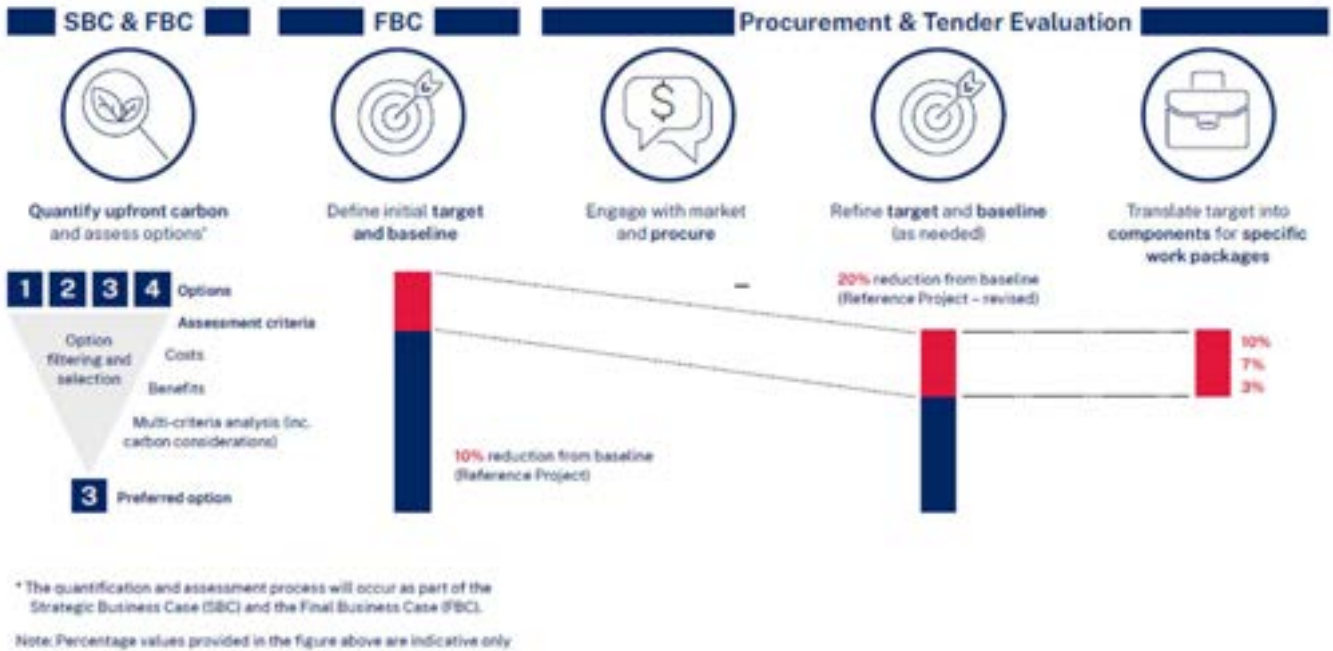 SBC & FBC
FBC
Procurement & Tender Evaluation
$
Quantify upfront carbon
and assess options*
Define initial target
and baseline
Engage with market
and procure
Refine target and baseline
(as needed)
Translate target into
components for specific
work packages
1 2 3 4 Options
Assessment criteria
Option
filtering and
selection
Costs
Benefits
Multi-criteria analysis (inc.
carbon considerations)
3 Preferred option
10% reduction from baseline
(Reference Project)
20% reduction from baseline
(Reference Project – revised)
10%
7%
3%
* The quantification and assessment process will occur as part of the
Strategic Business Case (SBC) and the Final Business Case (FBC).
Note: Percentage values provided in the figure above are indicative only